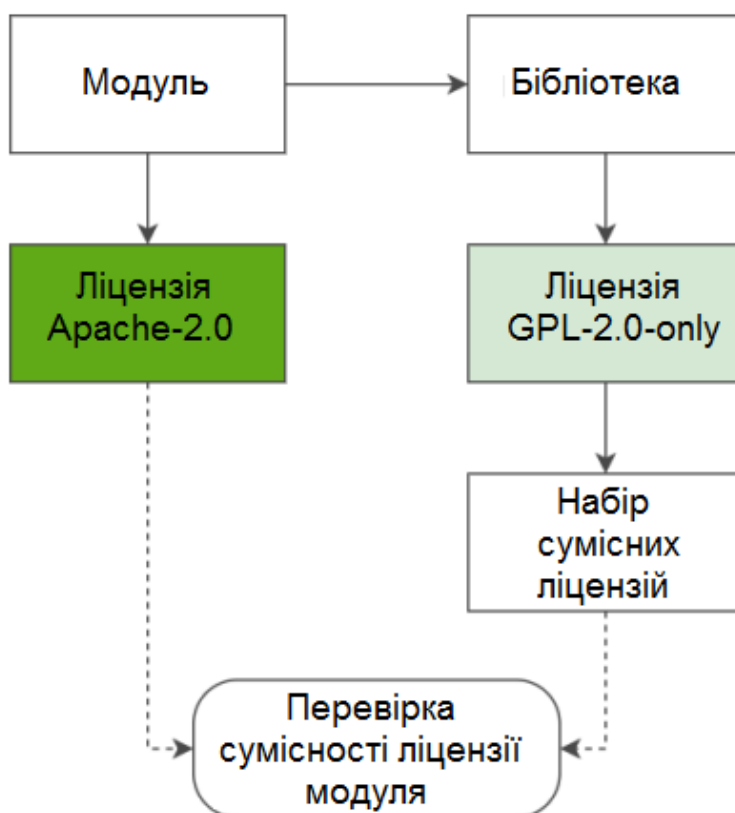 Модуль
Бібліотека
Ліцензія
Apache-2.0
Ліцензія
GPL-2.0-only
Набір
сумісних
ліцензій
Перевірка
сумісності ліцензії
модуля